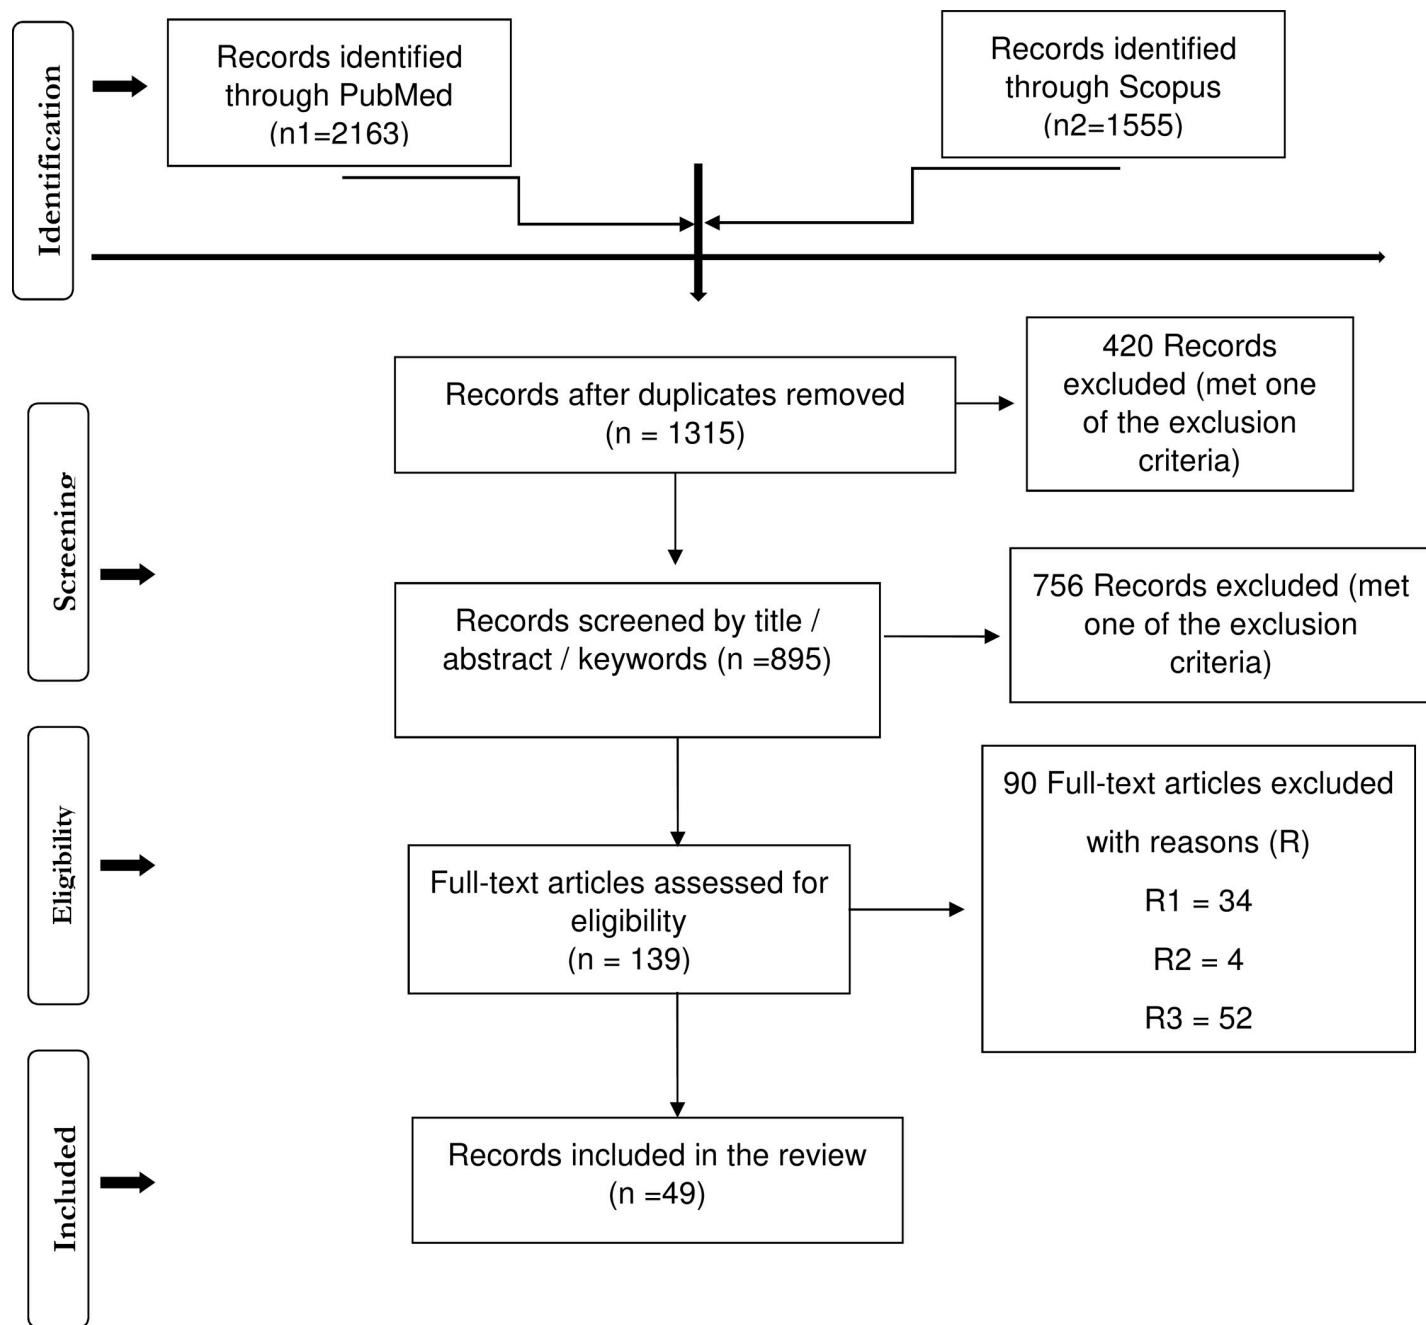 Identification
Records identified
through PubMed
(n1=2163)
Records identified
through Scopus
(n2=1555)
Screening
Records after duplicates removed
(n = 1315)
420 Records
excluded (met one
of the exclusion
criteria)
Records screened by title /
abstract / keywords (n =895)
756 Records excluded (met
one of the exclusion
criteria)
Eligibility
Full-text articles assessed for
eligibility
(n = 139)
90 Full-text articles excluded
with reasons (R)
R1 = 34
R2 = 4
R3 = 52
Included
Records included in the review
(n =49)